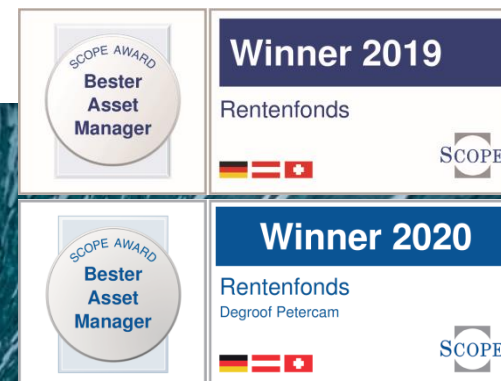 SCOPE AWARD
Bester
Asset
Manager
Winner 2019
Rentenfonds
SCOPE
SCOPE AWARD
Bester
Asset
Manager
Winner 2020
Rentenfonds
Degroof Petercam
SCOPE